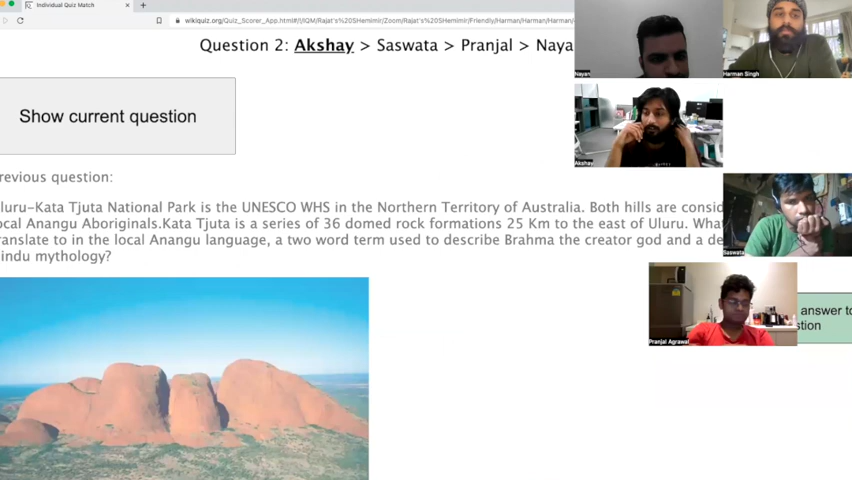 Individual Quiz Match
wikiquiz.org/Quiz_Scorer_App.html#/I/IQM/Rajat's%20SHemimir/Zoom/Rajat's%20SHemimir/Friendly/Harman/Harman/Harman/
Question 2: Akshay > Saswata > Pranjal > Naya
Show current question
revious question:
luru-Kata Tjuta National Park is the UNESCO WHS in the Northern Territory of Australia. Both hills are consid
ocal Anangu Aboriginals.Kata Tjuta is a series of 36 domed rock formations 25 Km to the east of Uluru. What
ranslate to in the local Anangu language, a two word term used to describe Brahma the creator god and a de
indu mythology?
Nayan
Harman Singh
Akshay
Saswata
Pranjal Agrawal
answer to
stion